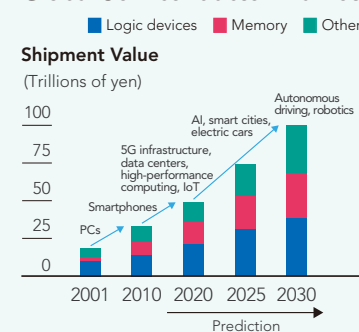 Logic devices Memory Other
Shipment Value
(Trillions of yen)
Autonomous
driving, robotics
AI, smart cities,
electric cars
5G infrastructure,
data centers,
high-performance
computing, IoT
Smartphones
PCs
100
75
50
25
0
2001 2010 2020 2025 2030
Prediction